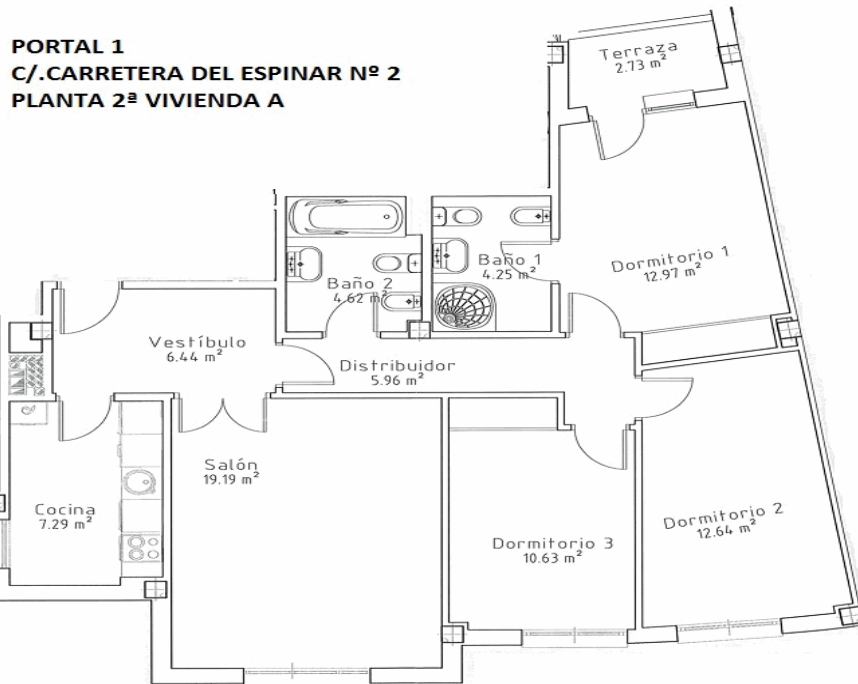 PORTAL 1
C/.CARRETERA DEL ESPINAR Nº 2
PLANTA 2ª VIVIENDA A
Terraza
2.73 m²
Dormitorio 1
12.97 m²
Baño 1
4.25 m²
Baño 2
4.62 m²
Vestíbulo
6.44 m²
Distribuidor
5.96 m²
Salón
19.19 m²
Cocina
7.29 m²
Dormitorio 3
10.63 m²
Dormitorio 2
12.64 m²